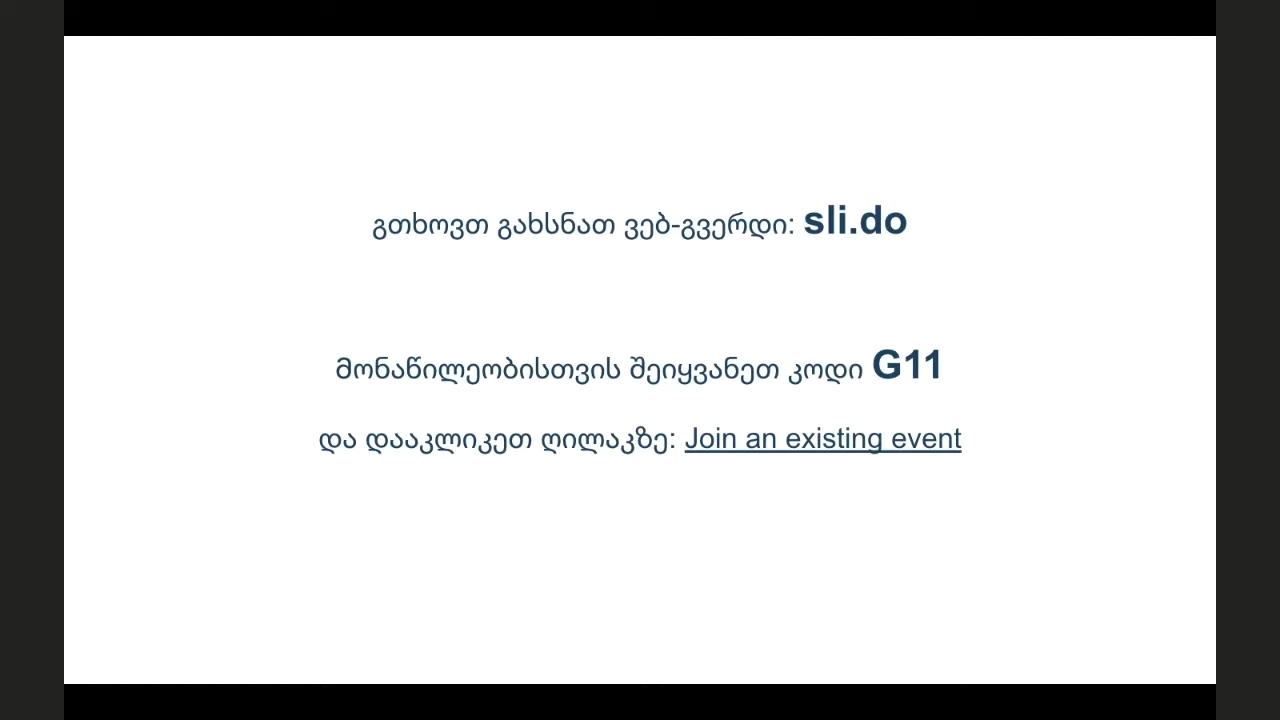 გთხოვთ გახსნათ ვებ-გვერდი: sli.do
მონაწილეობისთვის შეიყვანეთ კოდი G11
და დააკლიკეთ ღილაკზე: Join an existing event